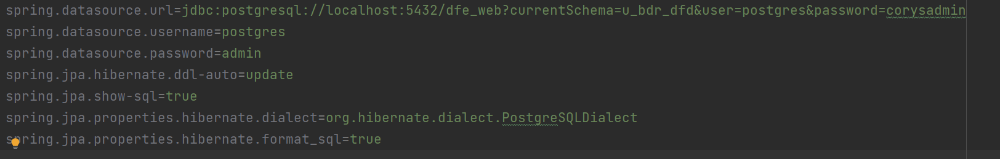 spring.datasource.url=jdbc:postgresql://localhost:5432/dfe_web?currentSchema=u_bdr_dfd&user=postgres&password=corysadmin
spring.datasource.username=postgres
spring.datasource.password=admin
spring.jpa.hibernate.ddl-auto=update
spring.jpa.show-sql=true
spring.jpa.properties.hibernate.dialect=org.hibernate.dialect.PostgreSQLDialect
spring.jpa.properties.hibernate.format_sql=true